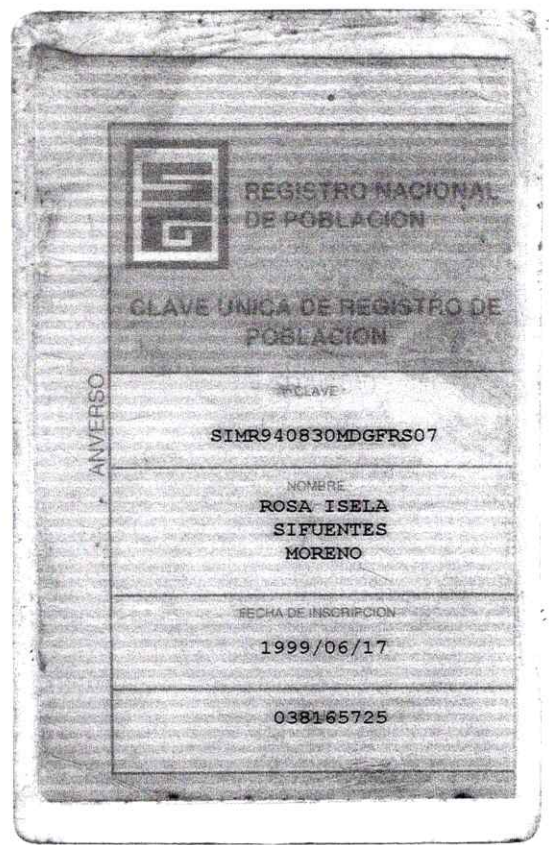 REGISTRO NACIONAL
DE POBLACION
CLAVE UNICA DE REGISTRO DE
POBLACION
ANVERSO
CLAVE
SIMR940830MDGFRS07
NOMBRE
ROSA ISELA
SIFUENTES
MORENO
FECHA DE INSCRIPCION
1999/06/17
038165725